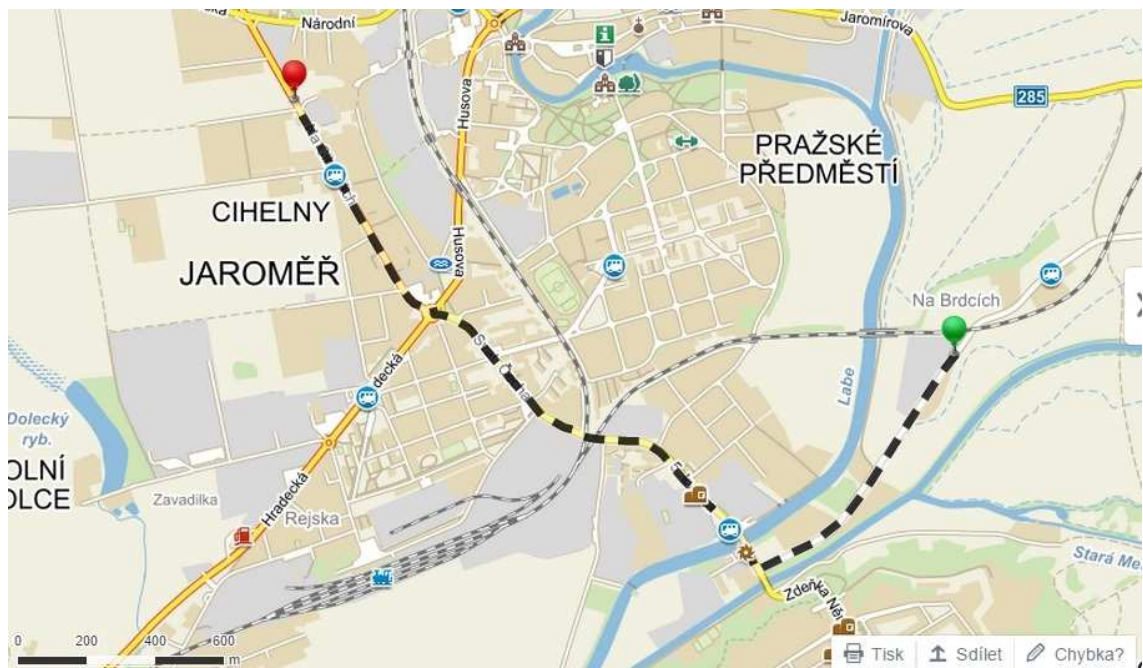 Národní
Jaromírova
285
Husova
PRAŽSKÉ
PŘEDMĚSTÍ
CIHELNY
Husova
JAROMĚŘ
Na Brdcích
Labe
Dolecký
ryb.
OLNÍ
OLCE
Zavadilka
Hradecká
Rejska
Stará Me
Zdeňka Něm
0 200 400 600
m
Tisk Sdílet Chybka?